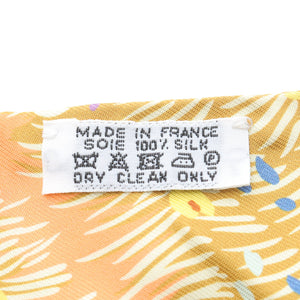 MADE IN FRANCE
SOIE 100% SILK
P
DRY CLEAN ONLY